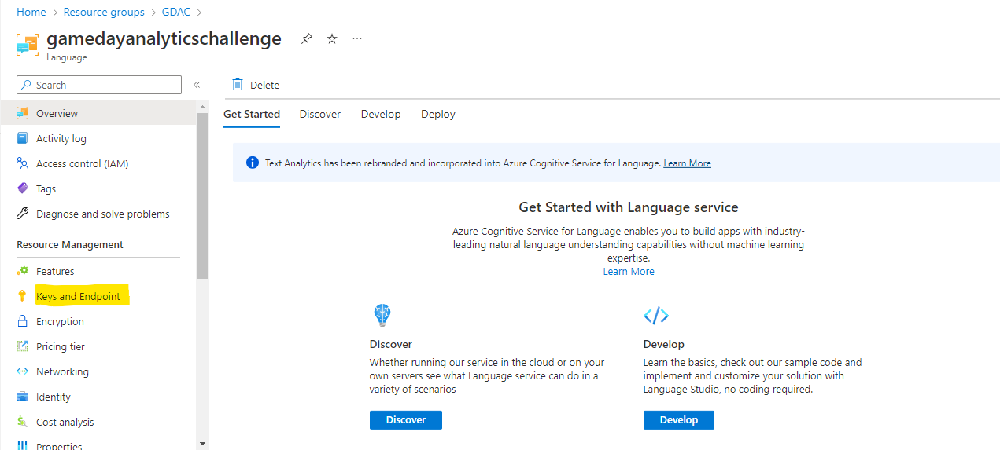 Home > Resource groups > GDAC >
gamedayanalyticschallenge
Language
Search
Delete
Overview
Activity log
Access control (IAM)
Tags
Diagnose and solve problems
Resource Management
Features
Keys and Endpoint
Encryption
Pricing tier
Networking
Identity
Cost analysis
Properties
Get Started Discover Develop Deploy
Text Analytics has been rebranded and incorporated into Azure Cognitive Service for Language. Learn More
Get Started with Language service
Azure Cognitive Service for Language enables you to build apps with industry-
leading natural language understanding capabilities without machine learning
expertise.
Learn More
Discover
Whether running our service in the cloud or on your
own servers see what Language service can do in a
variety of scenarios
Discover
Develop
Learn the basics, check out our sample code and
implement and customize your solution with
Language Studio, no coding required.
Develop